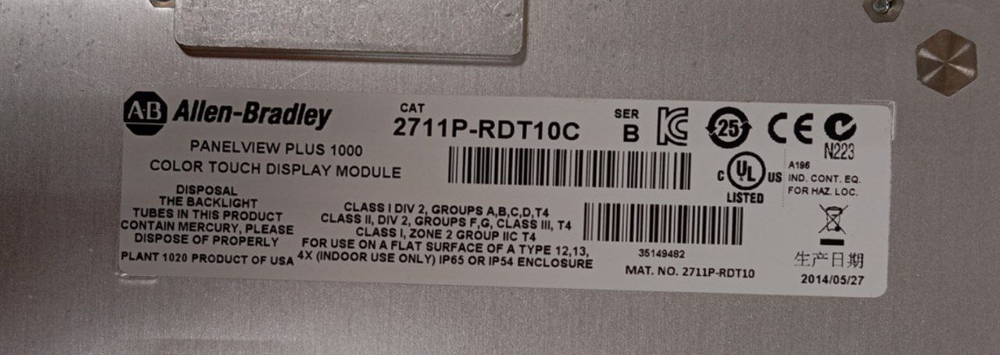 AB Allen-Bradley
PANELVIEW PLUS 1000
COLOR TOUCH DISPLAY MODULE
DISPOSAL
THE BACKLIGHT
TUBES IN THIS PRODUCT
CONTAIN MERCURY, PLEASE
DISPOSE OF PROPERLY
PLANT 1020 PRODUCT OF USA
CAT
2711P-RDT10C
SER
B
25
CE
N223
C UL US
LISTED
A196
IND. CONT. EQ.
FOR HAZ. LOC.
CLASS I DIV 2, GROUPS A,B,C,D,T4
CLASS II, DIV 2, GROUPS F,G, CLASS III, T4
CLASS I, ZONE 2 GROUP IIC T4
FOR USE ON A FLAT SURFACE OF A TYPE 12,13,
4X (INDOOR USE ONLY) IP65 OR IP54 ENCLOSURE
35149482
MAT. NO. 2711P-RDT10
生产日期
2014/05/27